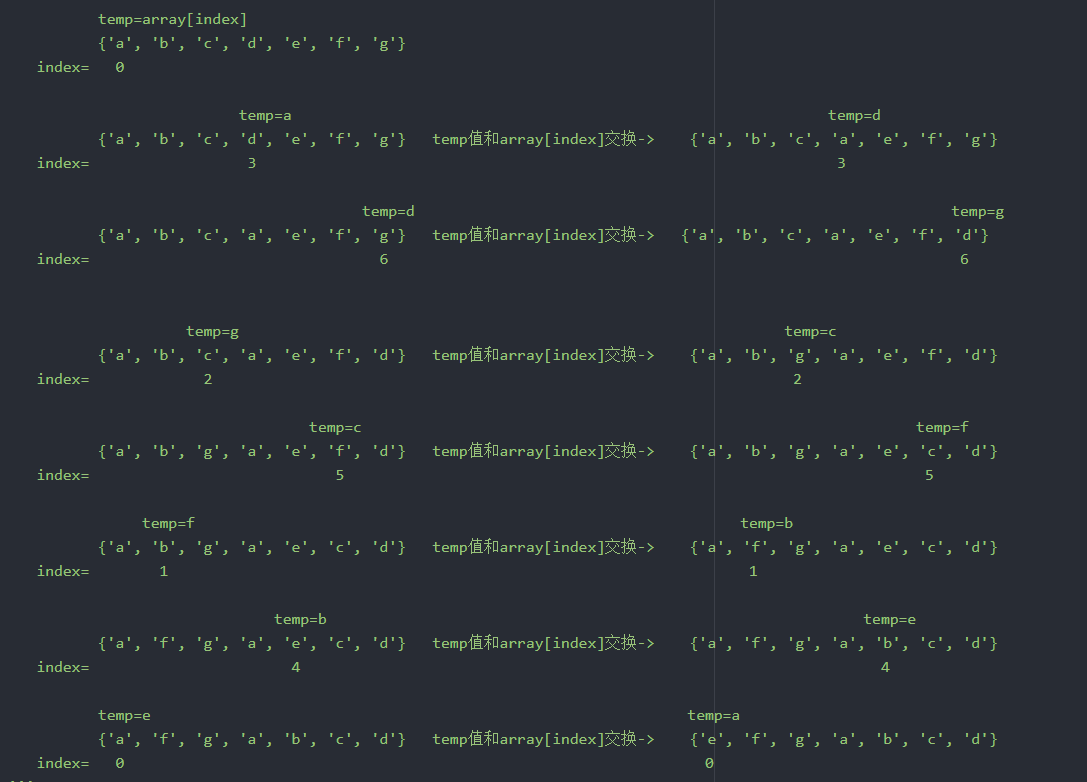 temp=array[index]
{'a', 'b', 'c', 'd', 'e', 'f', 'g'}
index= 0
temp=a temp=d
{'a', 'b', 'c', 'd', 'e', 'f', 'g'} temp值和array[index]交换-> {'a', 'b', 'c', 'a', 'e', 'f', 'g'}
index= 3 3
temp=d temp=g
{'a', 'b', 'c', 'a', 'e', 'f', 'g'} temp值和array[index]交换-> {'a', 'b', 'c', 'a', 'e', 'f', 'd'}
index= 6 6
temp=g temp=c
{'a', 'b', 'c', 'a', 'e', 'f', 'd'} temp值和array[index]交换-> {'a', 'b', 'g', 'a', 'e', 'f', 'd'}
index= 2 2
temp=c temp=f
{'a', 'b', 'g', 'a', 'e', 'f', 'd'} temp值和array[index]交换-> {'a', 'b', 'g', 'a', 'e', 'c', 'd'}
index= 5 5
temp=f temp=b
{'a', 'b', 'g', 'a', 'e', 'c', 'd'} temp值和array[index]交换-> {'a', 'f', 'g', 'a', 'e', 'c', 'd'}
index= 1 1
temp=b temp=e
{'a', 'f', 'g', 'a', 'e', 'c', 'd'} temp值和array[index]交换-> {'a', 'f', 'g', 'a', 'b', 'c', 'd'}
index= 4 4
temp=e temp=a
{'a', 'f', 'g', 'a', 'b', 'c', 'd'} temp值和array[index]交换-> {'e', 'f', 'g', 'a', 'b', 'c', 'd'}
index= 0 0